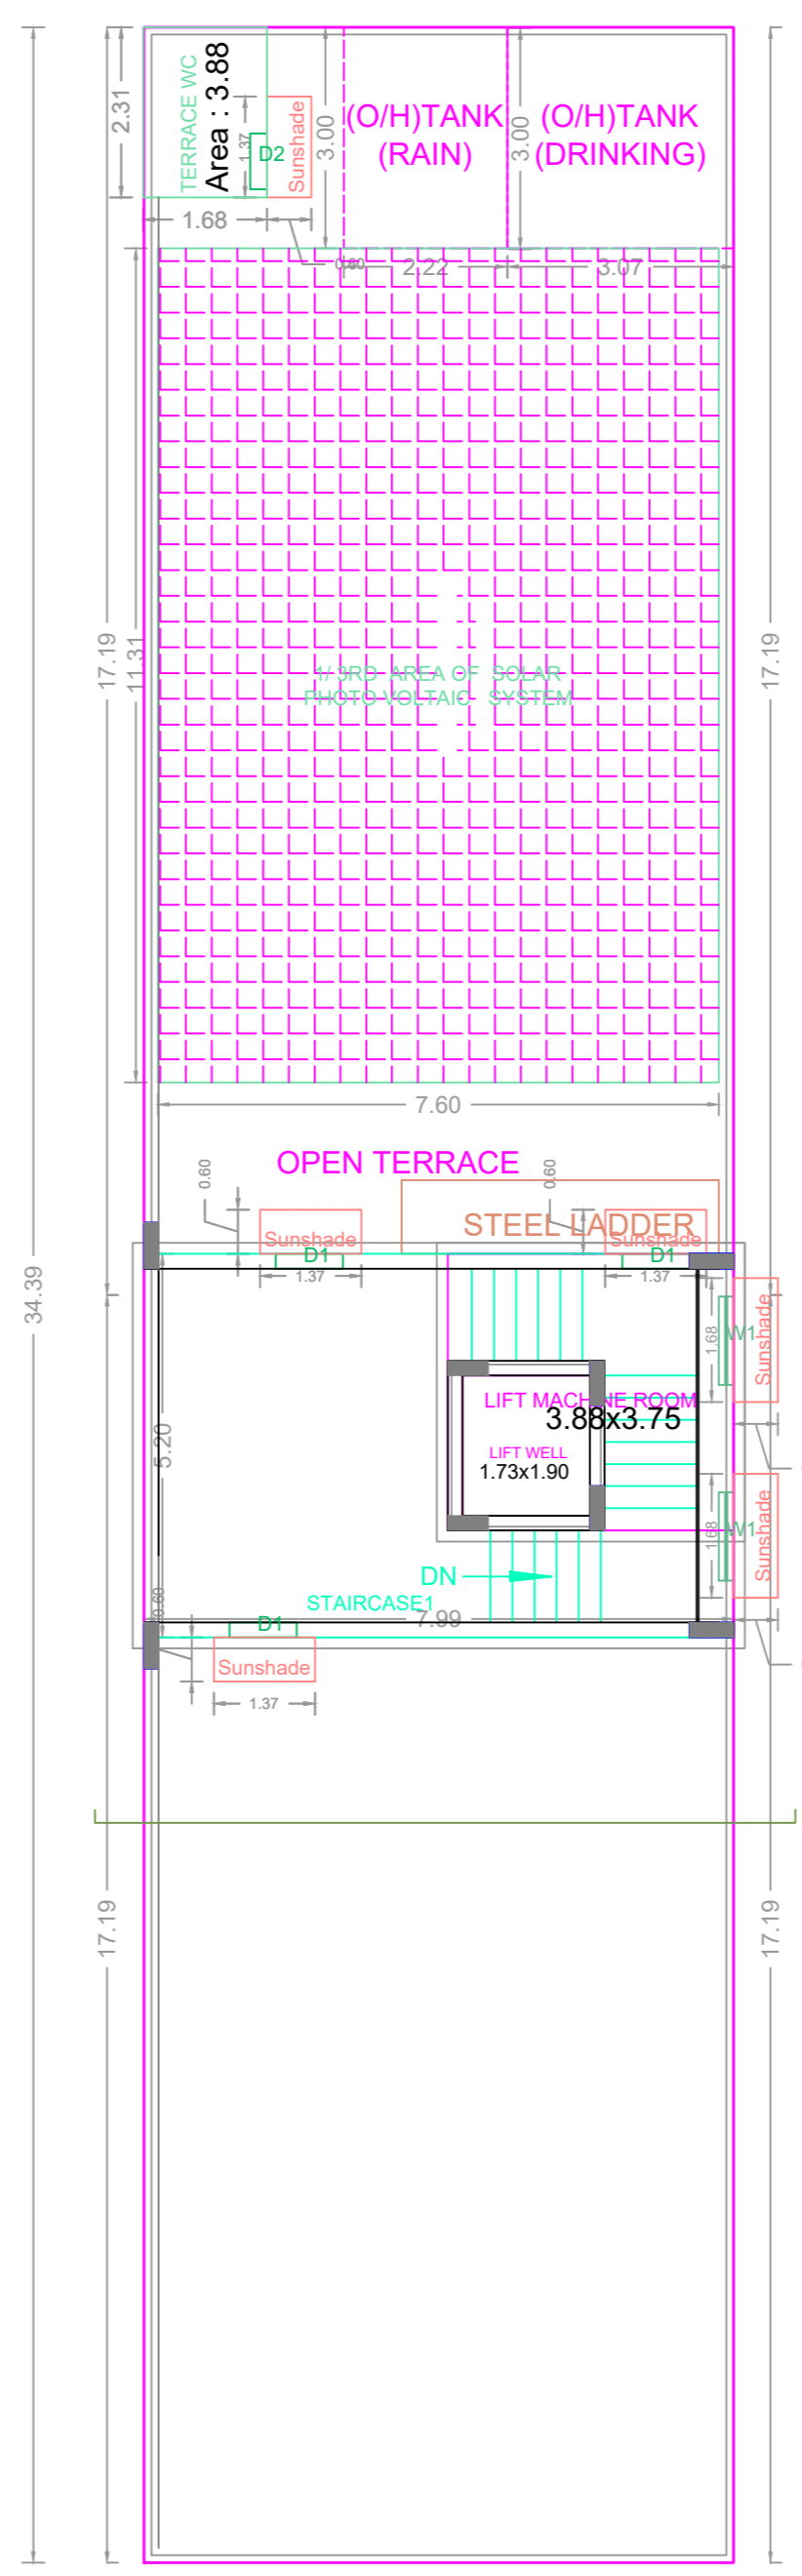 2.31
TERRACE WC
Area : 3.88
1.37
D2
Sunshade
3.00
(O/H)TANK
(RAIN)
3.00
(O/H)TANK
(DRINKING)
1.68
0.60
2.22
3.07
17.19
11.31
17.19
1/ 3RD AREA OF SOLAR
PHOTO VOLTAIC SYSTEM
7.60
OPEN TERRACE
0.60
0.60
STEEL LADDER
Sunshade
Sunshade
D1
D1
1.37
1.37
34.39
1.68
W1
Sunshade
LIFT MACHINE ROOM
3.88x3.75
5.20
LIFT WELL
1.73x1.90
1.68
W1
Sunshade
DN
STAIRCASE1
0.60
7.99
D1
Sunshade
1.37
17.19
17.19